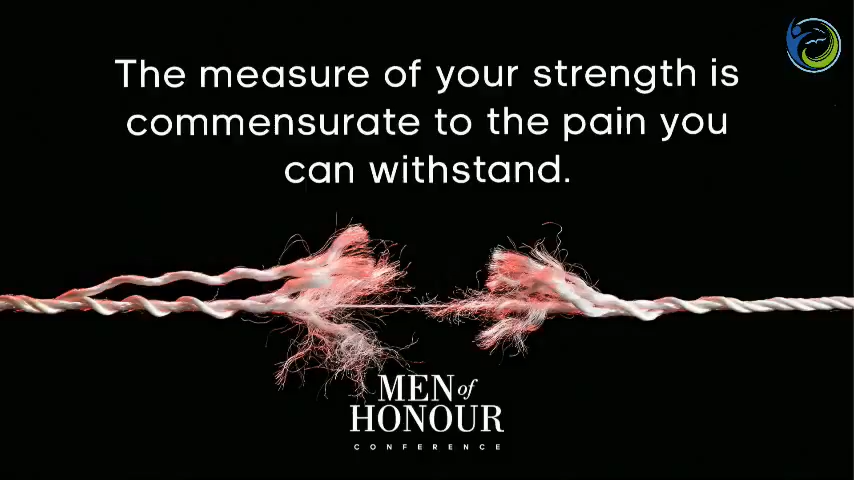 The measure of your strength is
commensurate to the pain you
can withstand.
MEN of
HONOUR
CONFERENCE